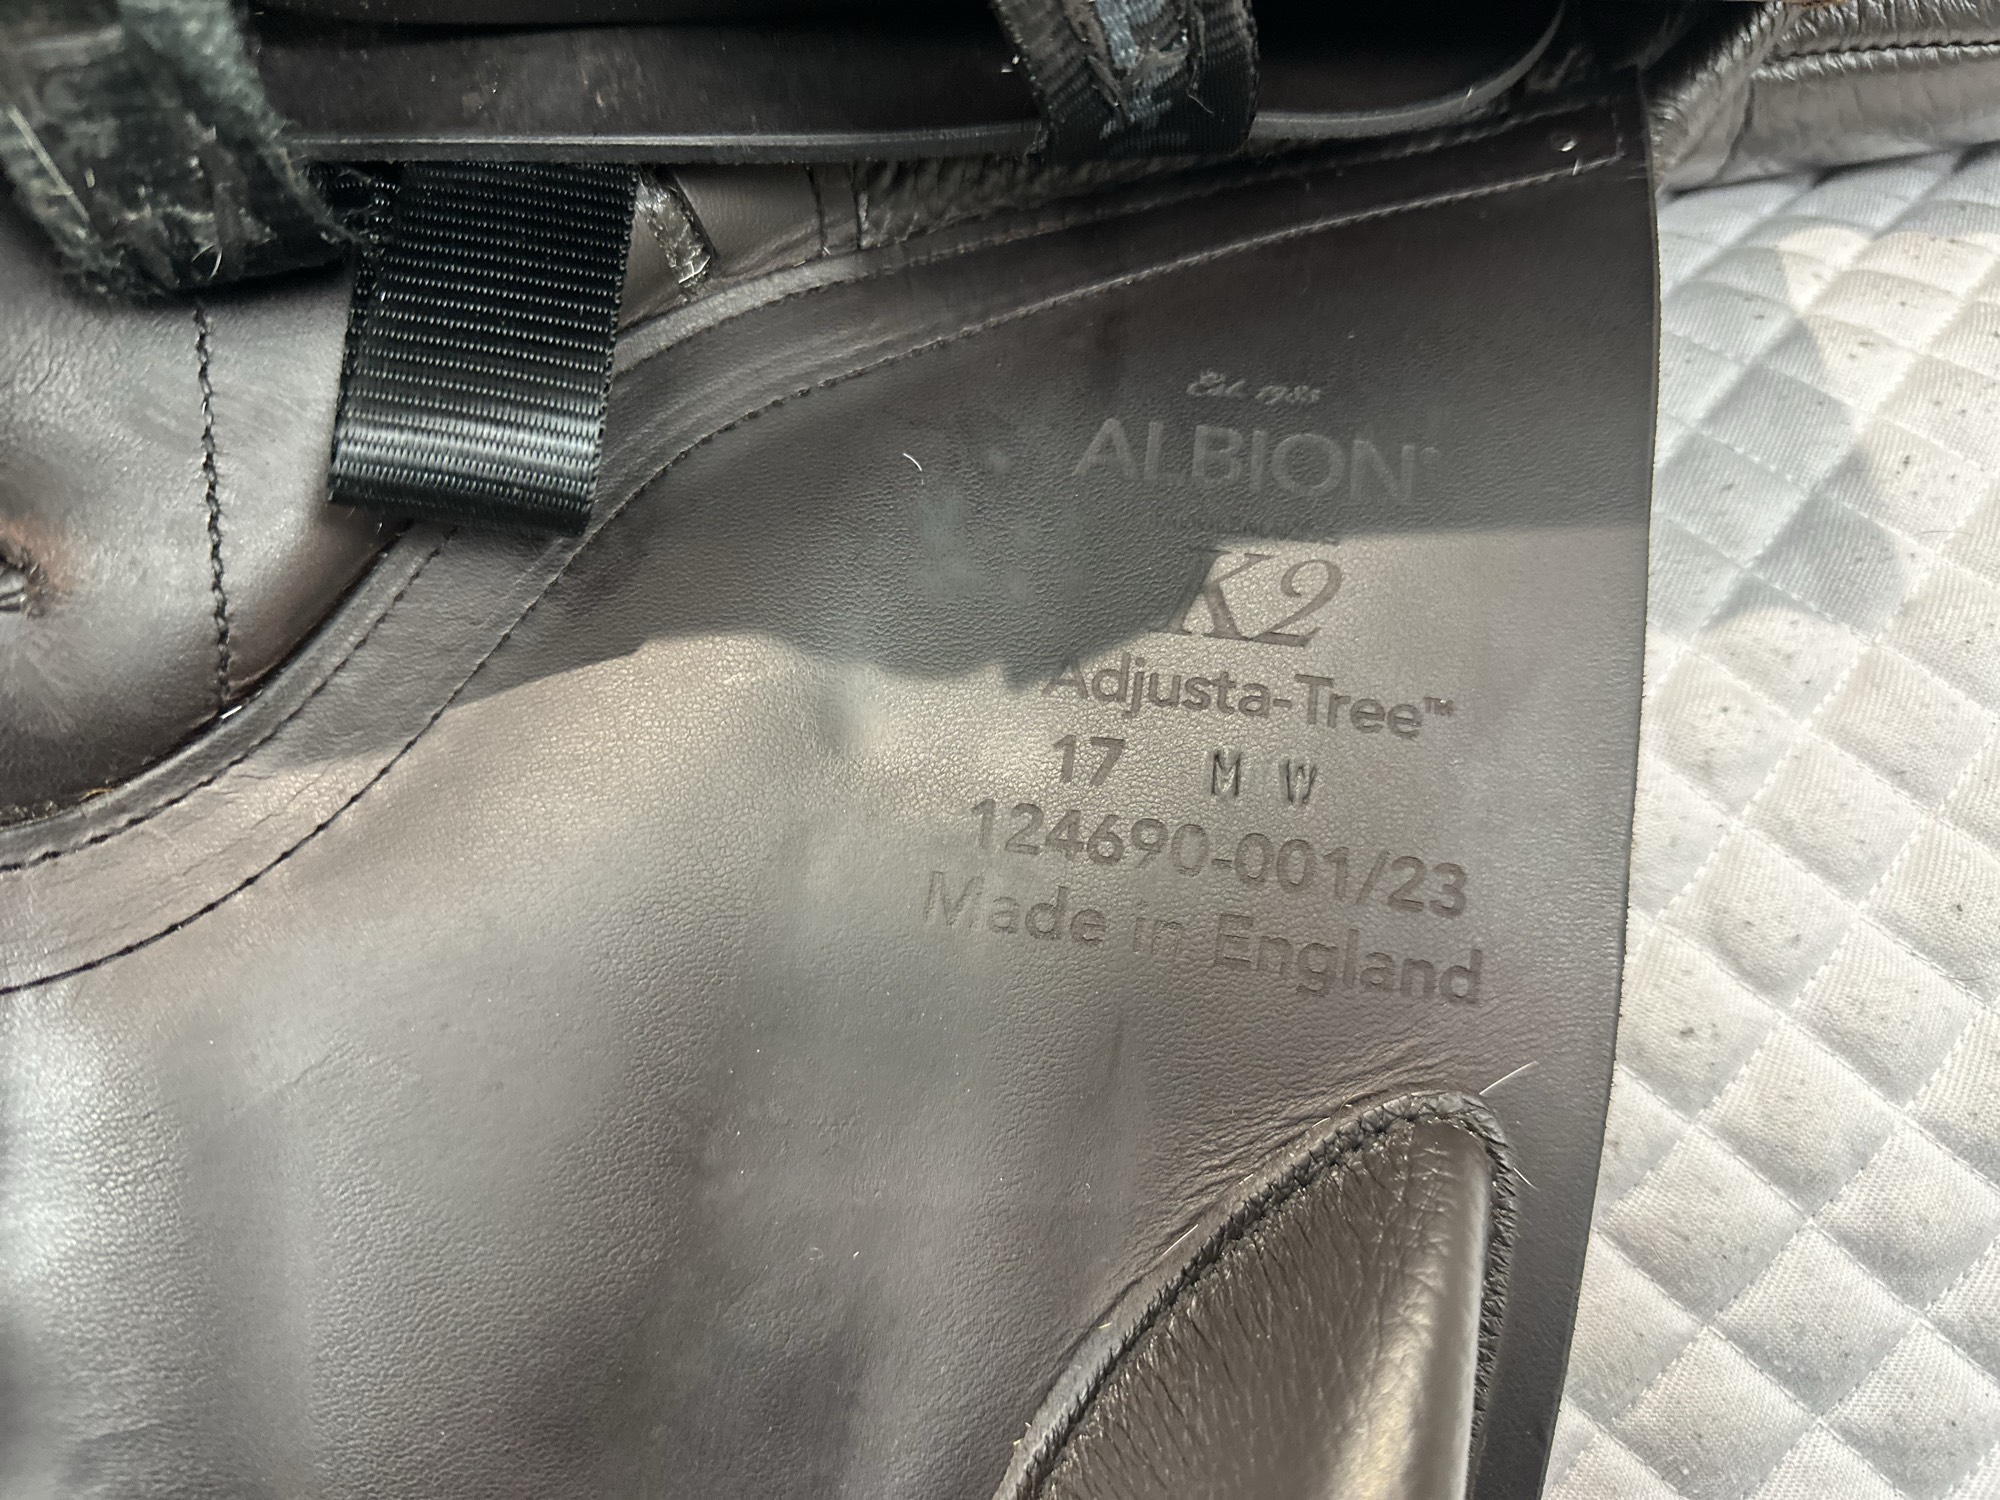 Est. 1985
ALBION®
K2
Adjusta-Tree™
17 M W
124690-001/23
Made in England